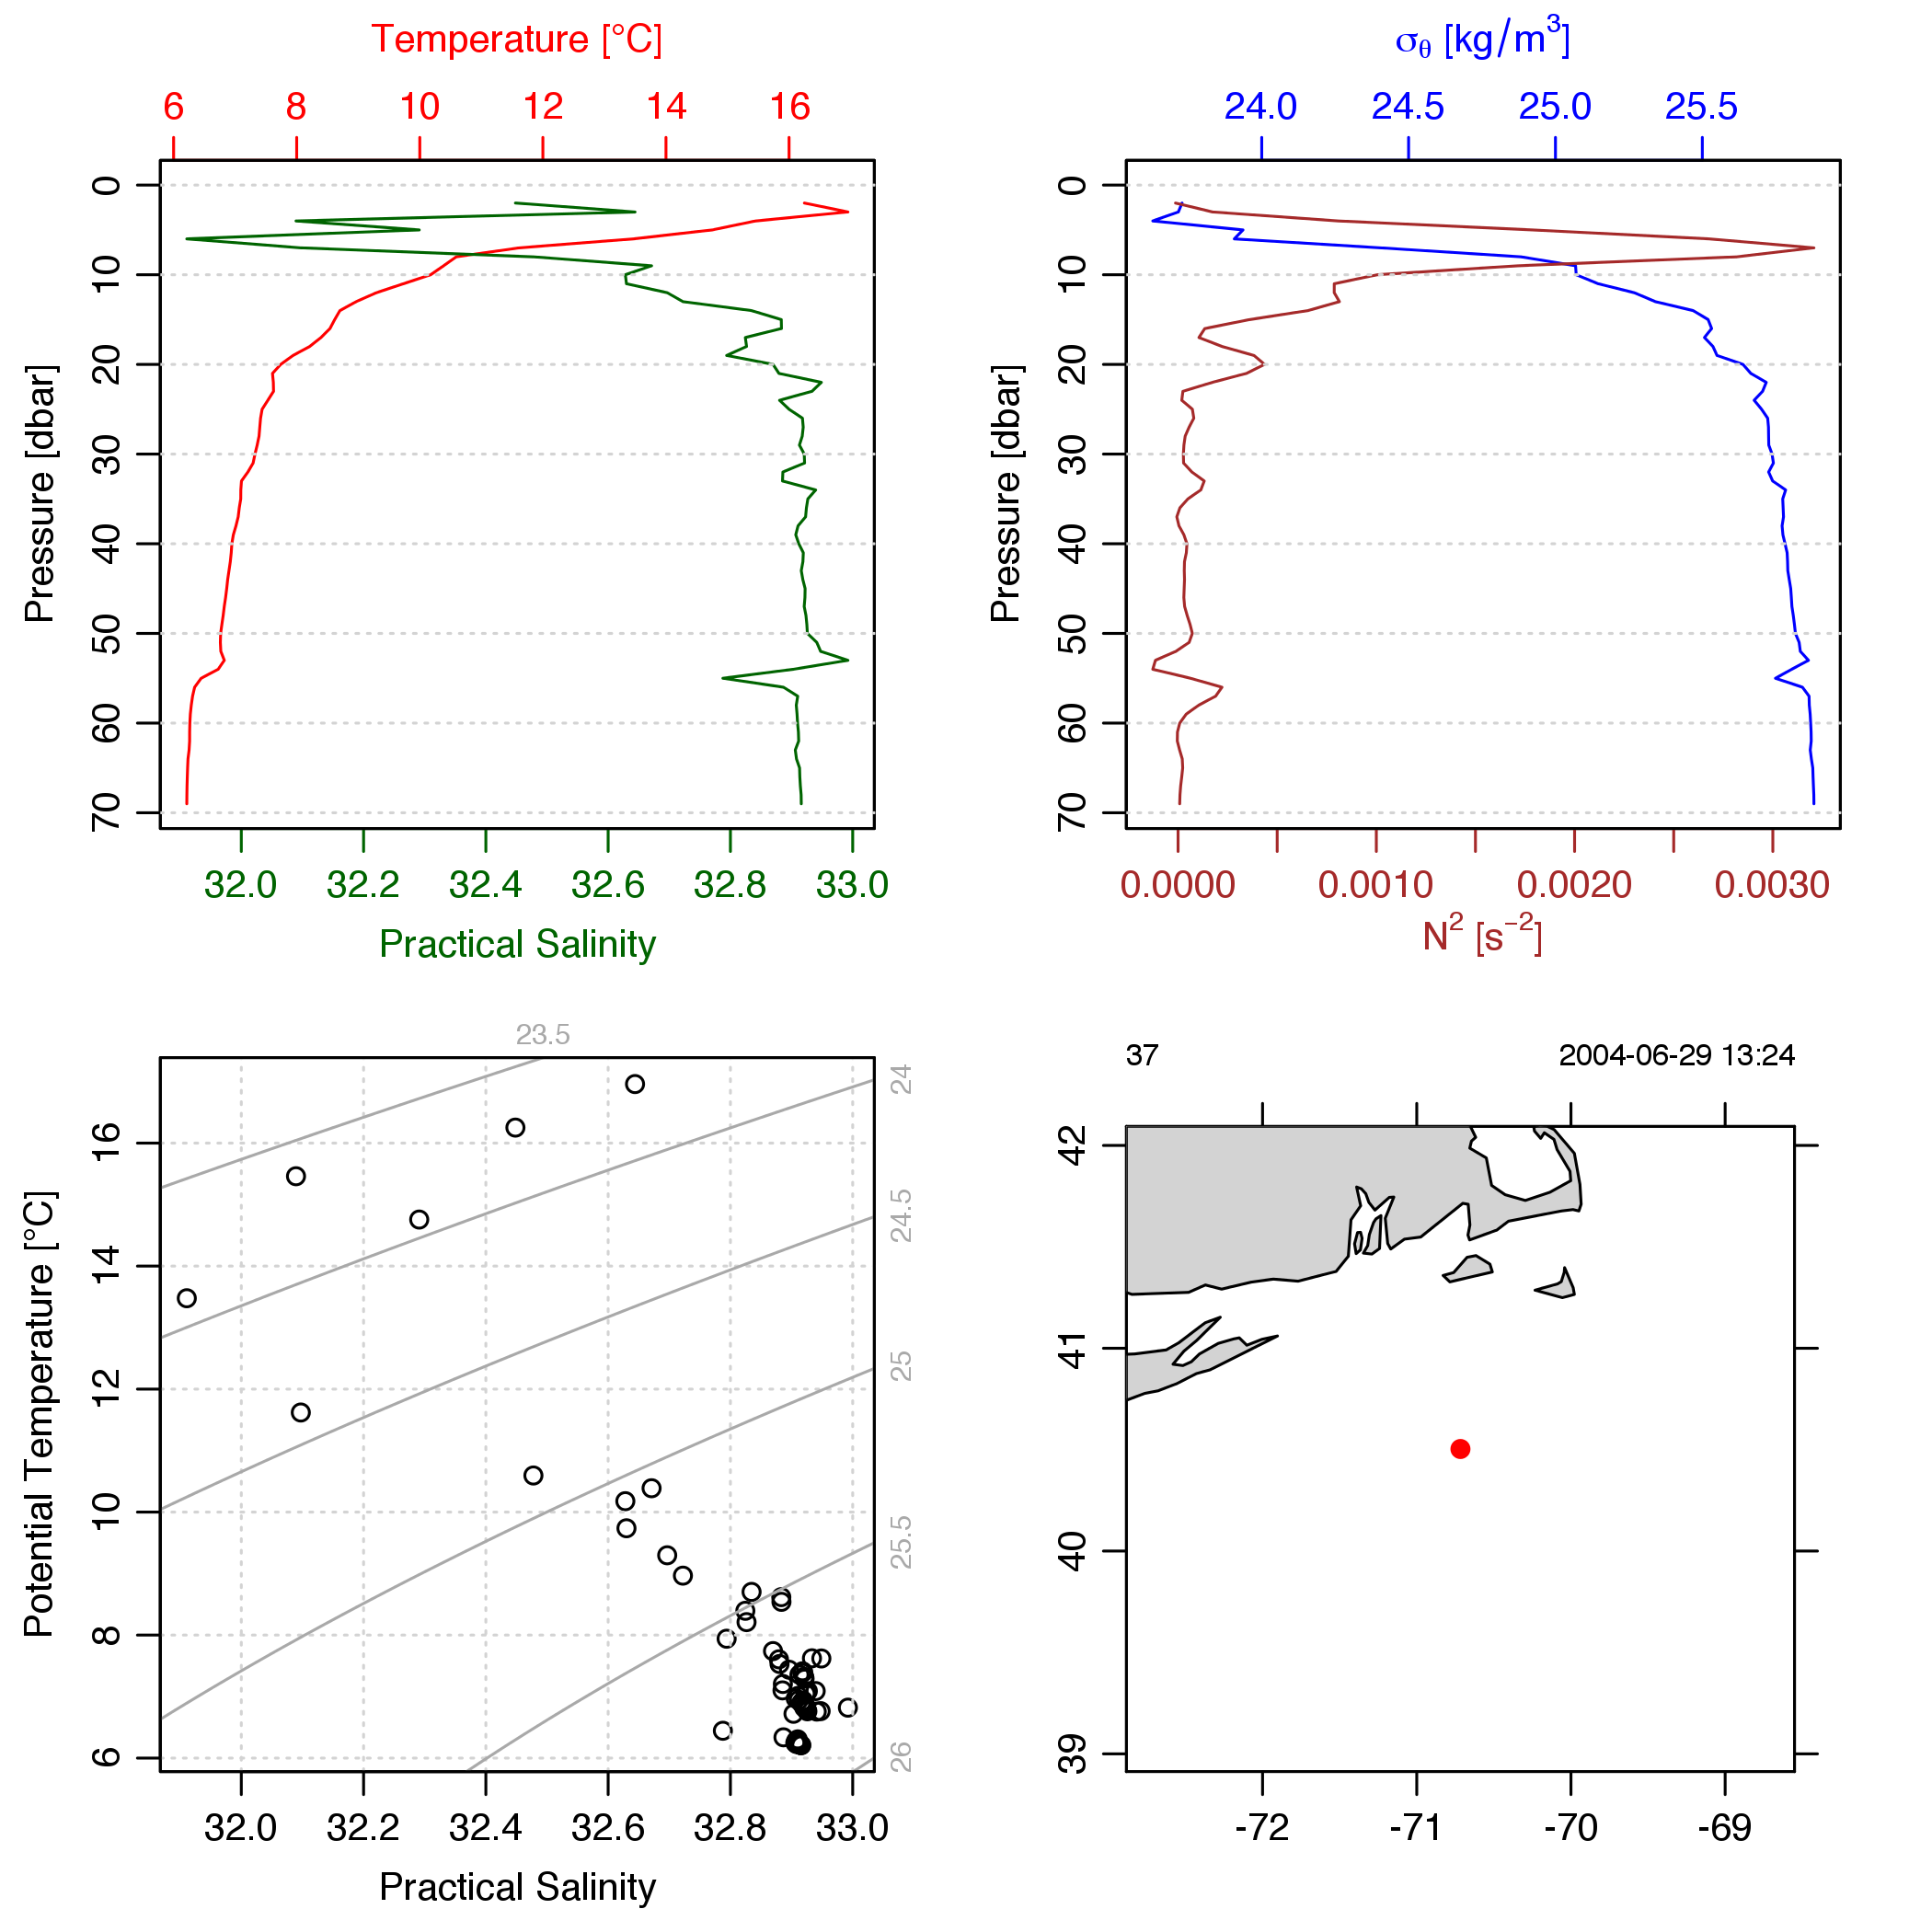 Temperature [°C]
6 8 10 12 14 16
0 10 20 30 40 50 60 70
Pressure [dbar]
32.0 32.2 32.4 32.6 32.8 33.0
Practical Salinity
σθ [kg/m³]
24.0 24.5 25.0 25.5
0 10 20 30 40 50 60 70
Pressure [dbar]
0.0000 0.0010 0.0020 0.0030
N² [s⁻²]
23.5
24
24.5
25
25.5
26
6 8 10 12 14 16
Potential Temperature [°C]
32.0 32.2 32.4 32.6 32.8 33.0
Practical Salinity
37 2004-06-29 13:24
42
41
40
39
-72 -71 -70 -69